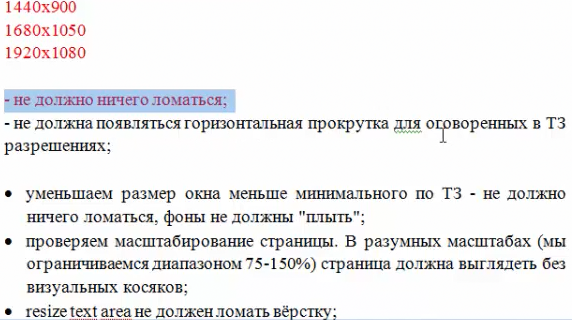 1440x900
1680x1050
1920x1080
- не должно ничего ломаться;
- не должна появляться горизонтальная прокрутка для оговоренных в ТЗ
разрешениях;
• уменьшаем размер окна меньше минимального по ТЗ - не должно
ничего ломаться, фоны не должны "плыть";
• проверяем масштабирование страницы. В разумных масштабах (мы
ограничиваемся диапазоном 75-150%) страница должна выглядеть без
визуальных косяков;
• resize text area не должен ломать вёрстку;